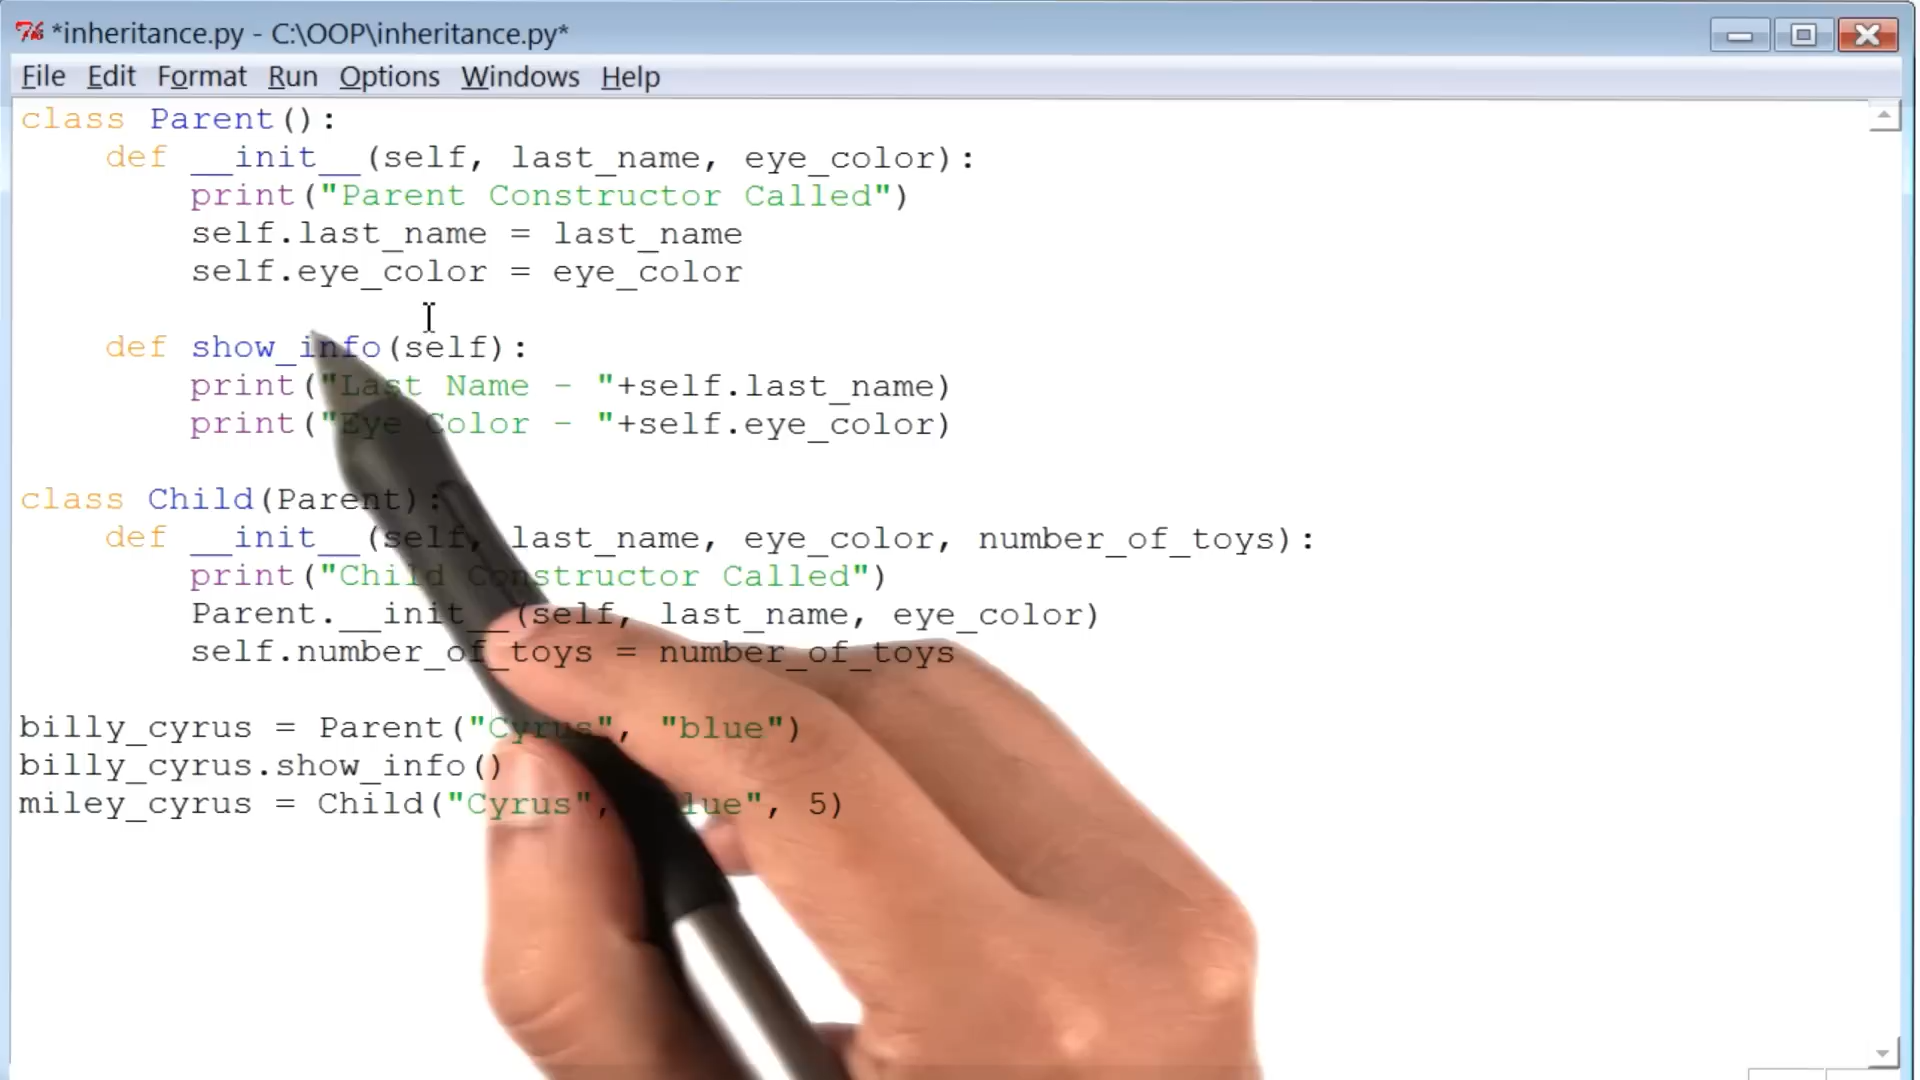 *inheritance.py - C:\OOP\inheritance.py*
File Edit Format Run Options Windows Help
class Parent():
    def __init__(self, last_name, eye_color):
        print("Parent Constructor Called")
        self.last_name = last_name
        self.eye_color = eye_color
    def show_info(self):
        print("Last Name - "+self.last_name)
        print("Eye Color - "+self.eye_color)
class Child(Parent):
    def __init__(self, last_name, eye_color, number_of_toys):
        print("Child Constructor Called")
        Parent.__init__(self, last_name, eye_color)
        self.number_of_toys = number_of_toys
billy_cyrus = Parent("Cyrus", "blue")
billy_cyrus.show_info()
miley_cyrus = Child("Cyrus", "blue", 5)